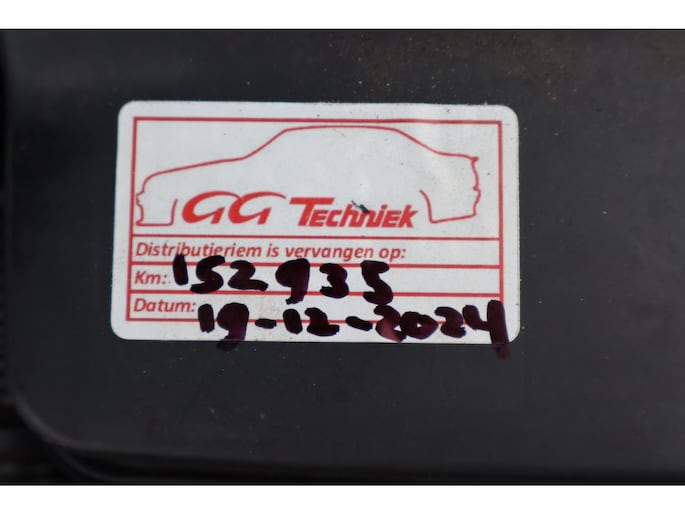 GG Techniek
Distributieriem is vervangen op:
Km: 152935
Datum: 19-12-2024